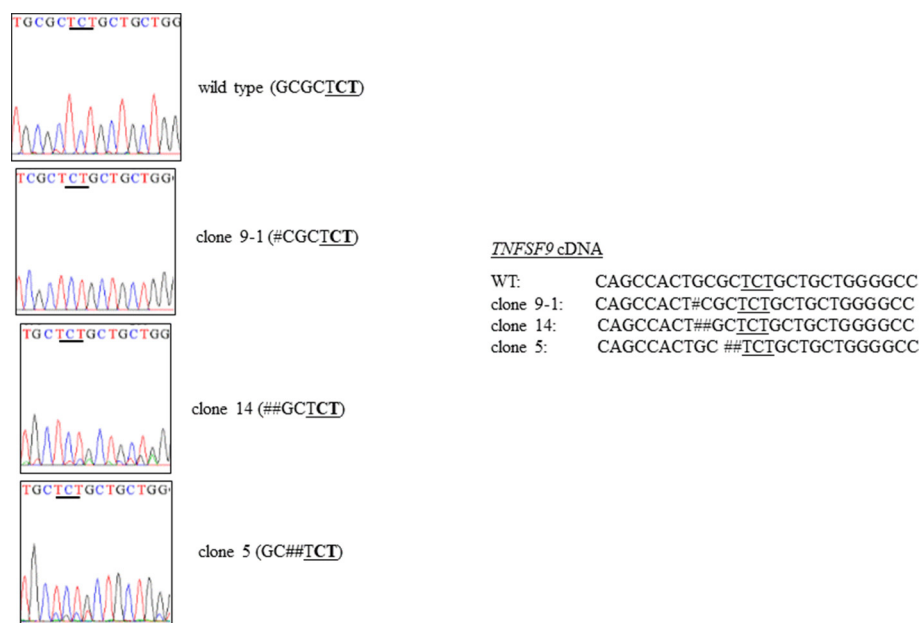 TGCGCTCTGCTGCTGG
wild type (GCGCTCT)
TCGCTCTGCTGCTGG
clone 9-1 (#CGCTCT)
TGCTCTGCTGCTGG
clone 14 (##GCTCT)
TGCTCTGCTGCTGG
clone 5 (GC##TCT)
TNFSF9 cDNA
WT: CAGCCACTGCGCTCTGCTGCTGGGGCC
clone 9-1: CAGCCACT#CGCTCTGCTGCTGGGGCC
clone 14: CAGCCACT##GCTCTGCTGCTGGGGCC
clone 5: CAGCCACTGC ##TCTGCTGCTGGGGCC